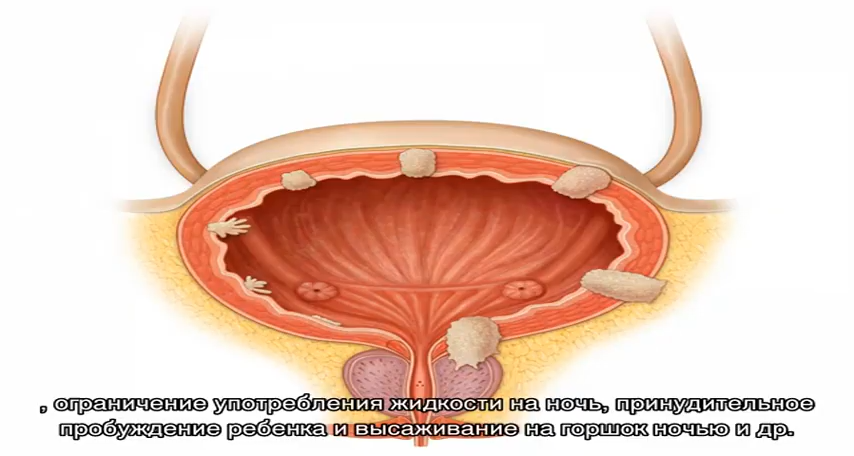 , ограничение употребления жидкости на ночь, принудительное
пробуждение ребенка и высаживание на горшок ночью и др.